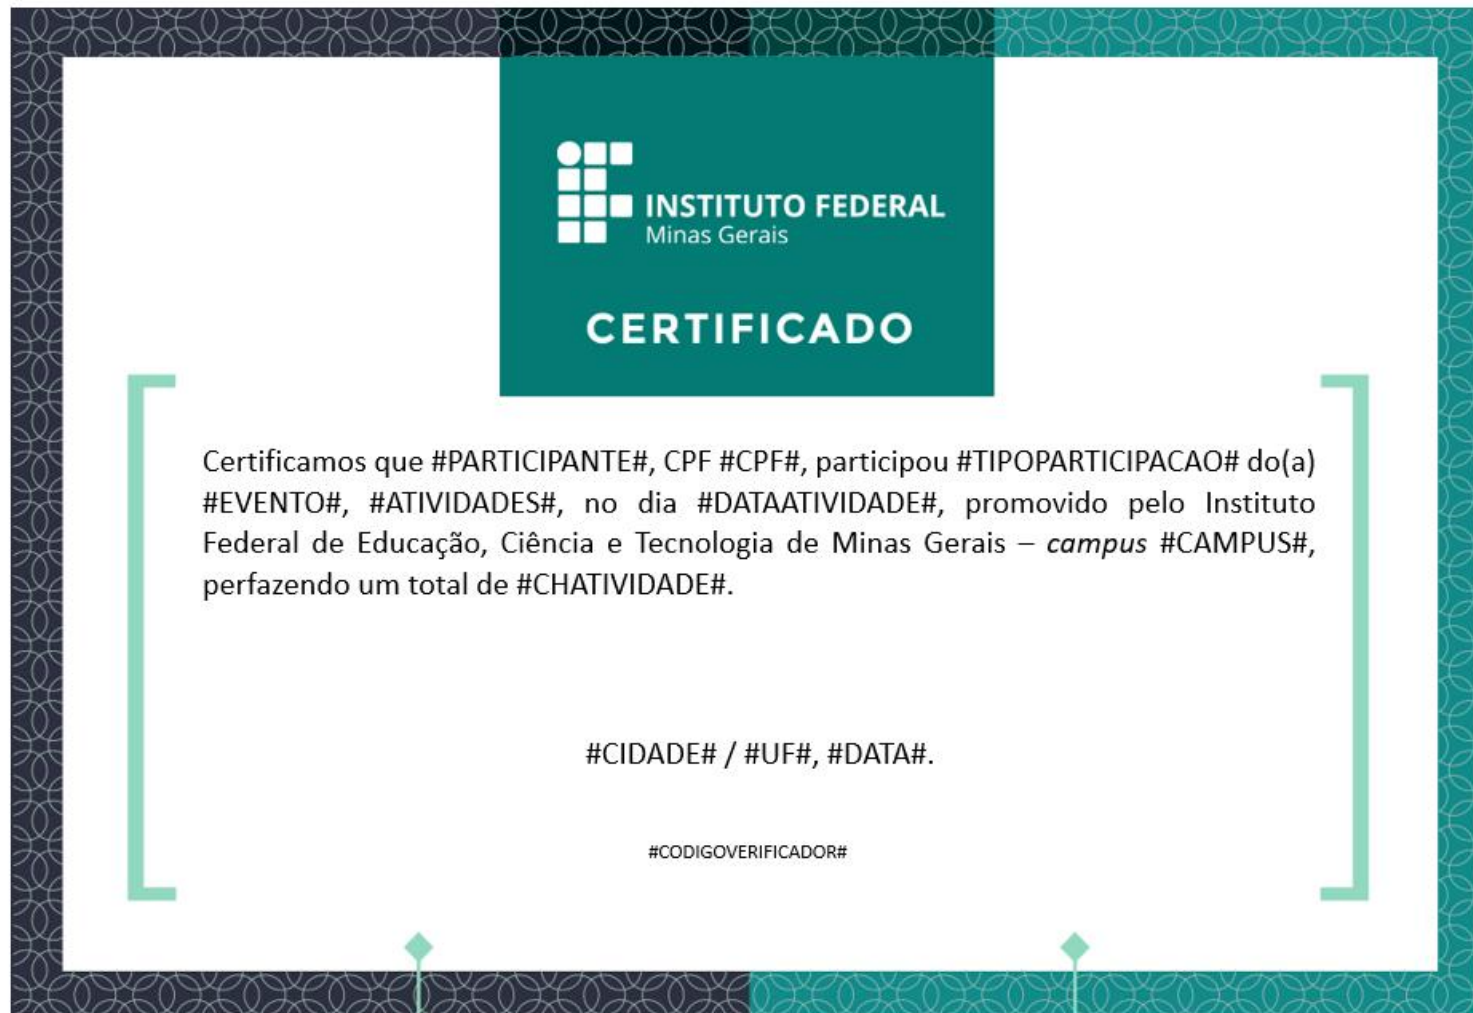 INSTITUTO FEDERAL
Minas Gerais
CERTIFICADO
Certificamos que #PARTICIPANTE#, CPF #CPF#, participou #TIPOPARTICIPACAO# do(a)
#EVENTO#, #ATIVIDADES#, no dia #DATAATIVIDADE#, promovido pelo Instituto
Federal de Educação, Ciência e Tecnologia de Minas Gerais – campus #CAMPUS#,
perfazendo um total de #CHATIVIDADE#.
#CIDADE# / #UF#, #DATA#.
#CODIGOVERIFICADOR#